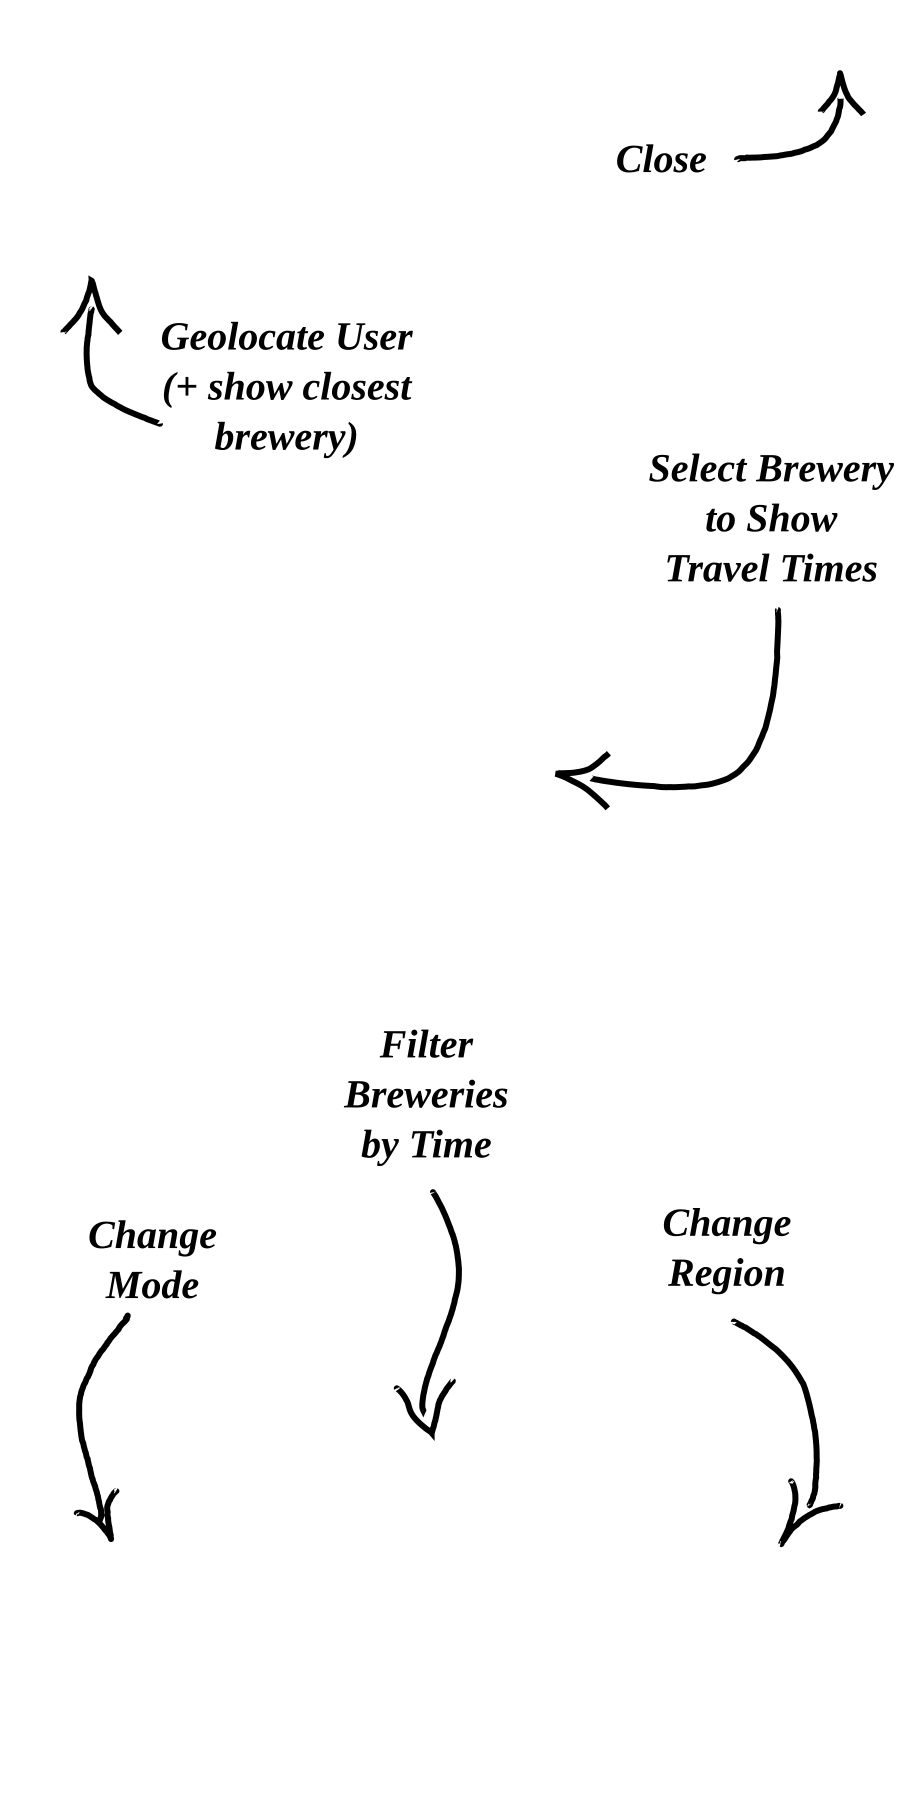 Close
Geolocate User
(+ show closest
brewery)
Select Brewery
to Show
Travel Times
Filter
Breweries
by Time
Change
Mode
Change
Region